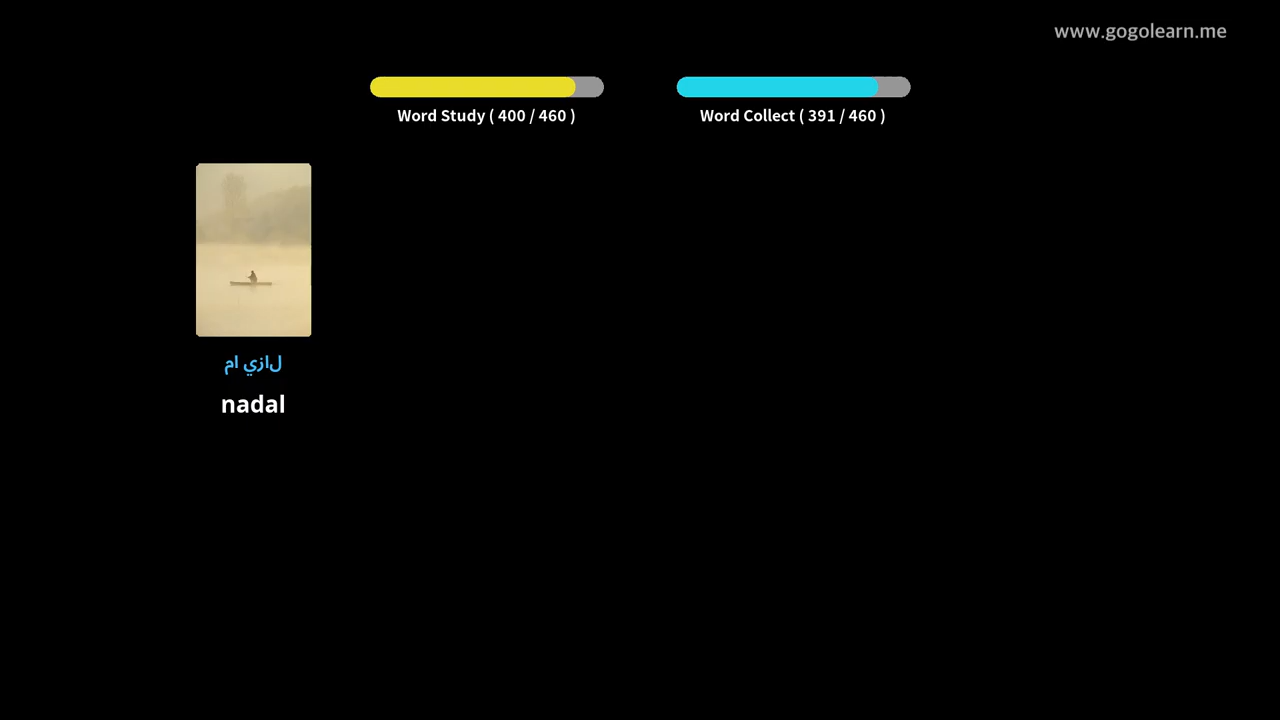 www.gogolearn.me
Word Study ( 400 / 460 )
Word Collect ( 391 / 460 )
ما يزال
nadal